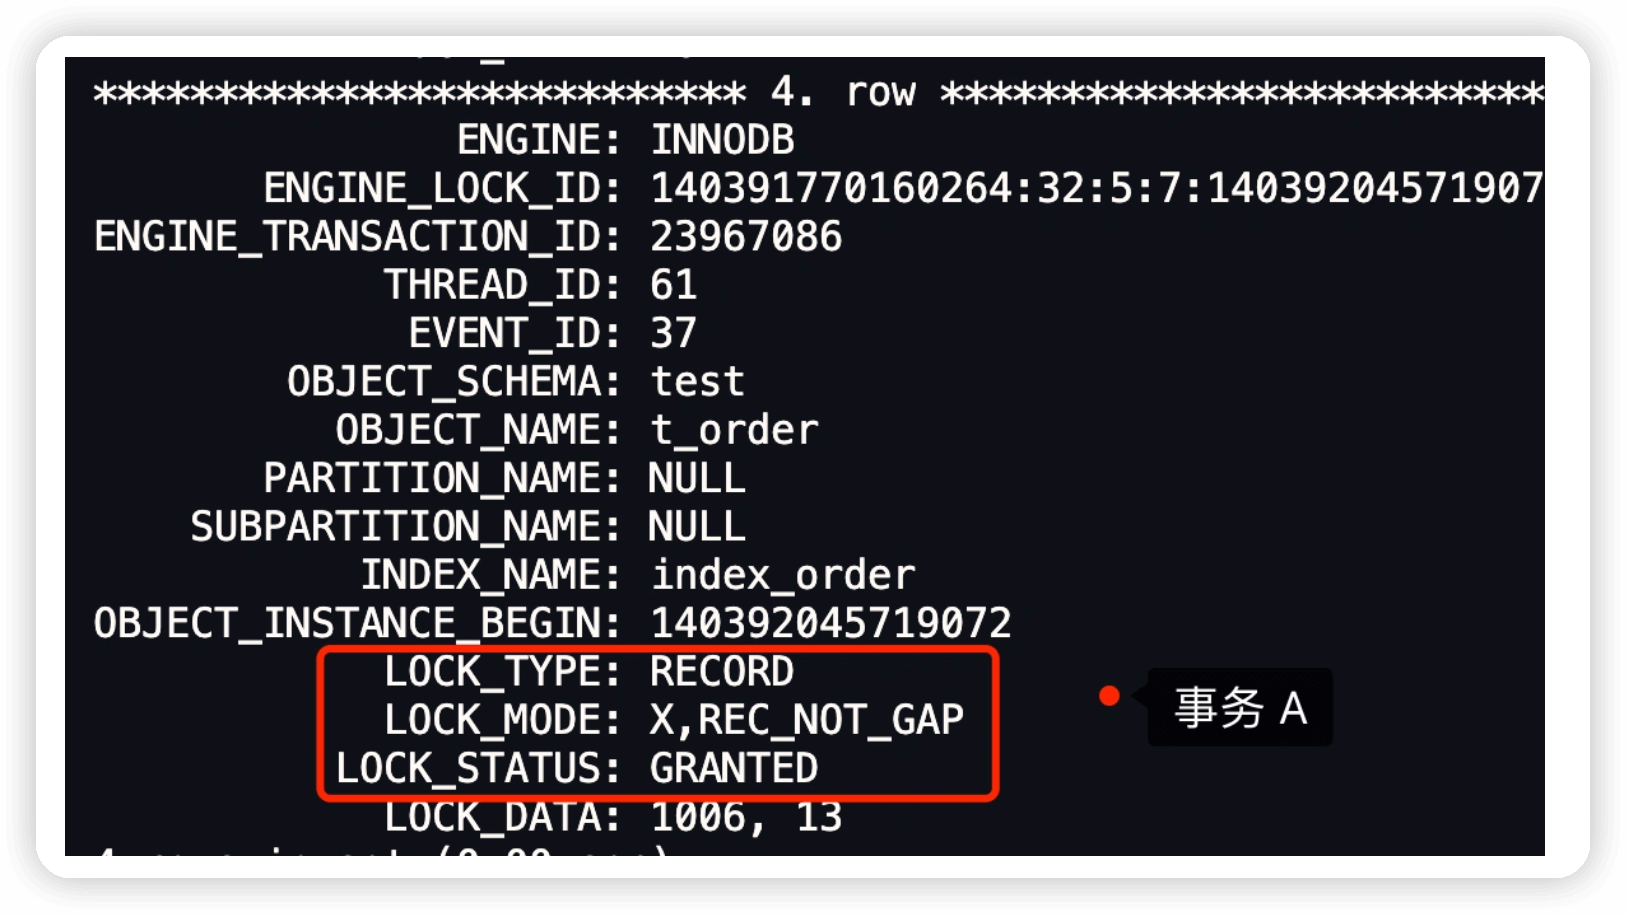 *************************** 4. row *************************
ENGINE: INNODB
ENGINE_LOCK_ID: 140391770160264:32:5:7:14039204571907
ENGINE_TRANSACTION_ID: 23967086
THREAD_ID: 61
EVENT_ID: 37
OBJECT_SCHEMA: test
OBJECT_NAME: t_order
PARTITION_NAME: NULL
SUBPARTITION_NAME: NULL
INDEX_NAME: index_order
OBJECT_INSTANCE_BEGIN: 140392045719072
LOCK_TYPE: RECORD
LOCK_MODE: X,REC_NOT_GAP
事务 A
LOCK_STATUS: GRANTED
LOCK_DATA: 1006, 13